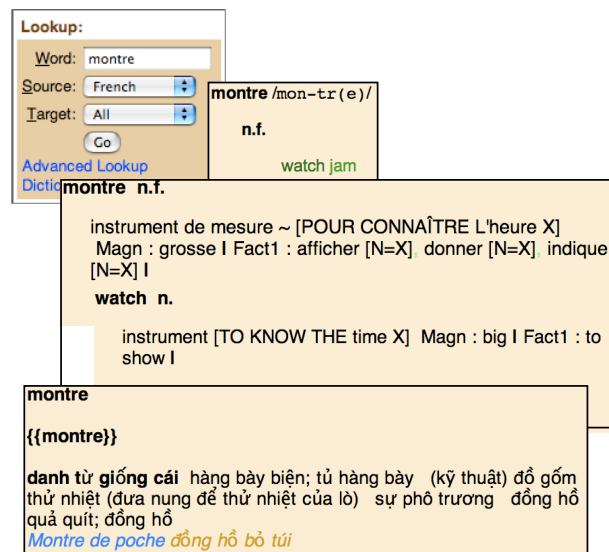 Lookup:
Word: montre
Source: French
Target: All
Go
Advanced Lookup
montre /mon-tr(e)/
n.f.
watch jam
montre n.f.
instrument de mesure ~ [POUR CONNAÎTRE L'heure X]
Magn : grosse I Fact1 : afficher [N=X], donner [N=X], indique
[N=X] I
watch n.
instrument [TO KNOW THE time X] Magn : big I Fact1 : to
show I
montre
{{montre}}
danh từ giống cái hàng bày biện; tủ hàng bày (kỹ thuật) đồ gốm
thử nhiệt (đưa nung để thử nhiệt của lò) sự phô trương đồng hồ
quả quít; đồng hồ
Montre de poche đồng hồ bỏ túi